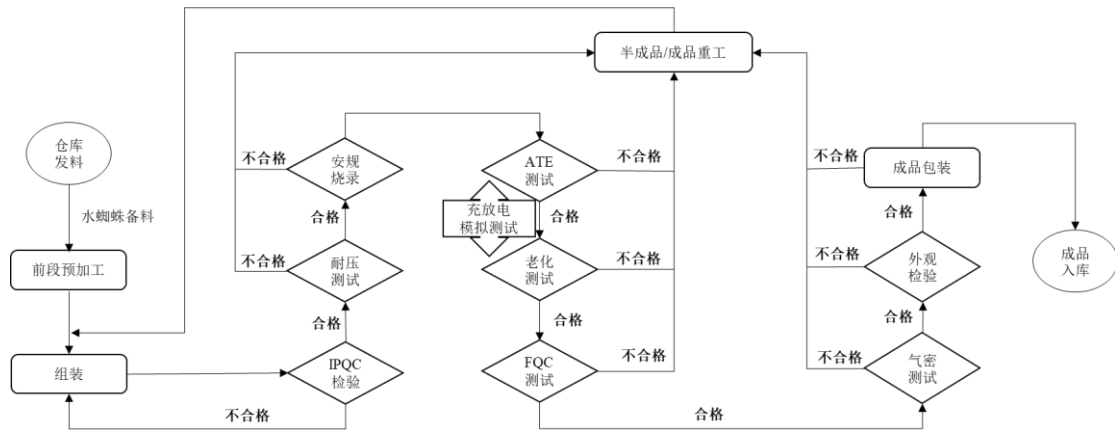 半成品/成品重工
仓库
发料
水蜘蛛备料
前段预加工
组装
不合格
安规
烧录
合格
不合格
耐压
测试
合格
IPQC
检验
不合格
ATE
测试
不合格
充放电
模拟测试
合格
老化
测试
不合格
合格
FQC
测试
不合格
合格
不合格
成品包装
合格
不合格
外观
检验
合格
不合格
气密
测试
成品
入库